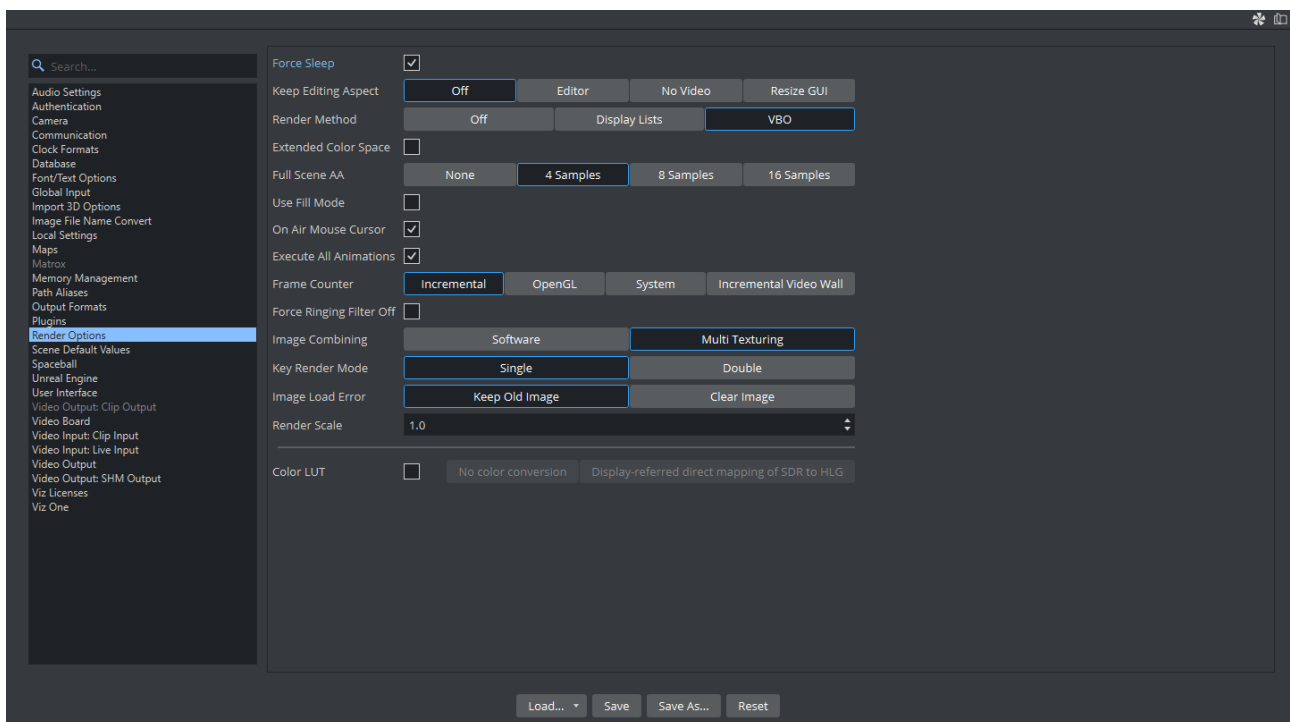 Search...
Audio Settings
Authentication
Camera
Communication
Clock Formats
Database
Font/Text Options
Global Input
Import 3D Options
Image File Name Convert
Local Settings
Maps
Matrox
Memory Management
Path Aliases
Output Formats
Plugins
Render Options
Scene Default Values
Spaceball
Unreal Engine
User Interface
Video Output: Clip Output
Video Board
Video Input: Clip Input
Video Input: Live Input
Video Output
Video Output: SHM Output
Viz Licenses
Viz One
Force Sleep
Keep Editing Aspect Off Editor No Video Resize GUI
Render Method Off Display Lists VBO
Extended Color Space
Full Scene AA None 4 Samples 8 Samples 16 Samples
Use Fill Mode
On Air Mouse Cursor
Execute All Animations
Frame Counter Incremental OpenGL System Incremental Video Wall
Force Ringing Filter Off
Image Combining Software Multi Texturing
Key Render Mode Single Double
Image Load Error Keep Old Image Clear Image
Render Scale 1.0
Color LUT No color conversion Display-referred direct mapping of SDR to HLG
Load... Save Save As... Reset